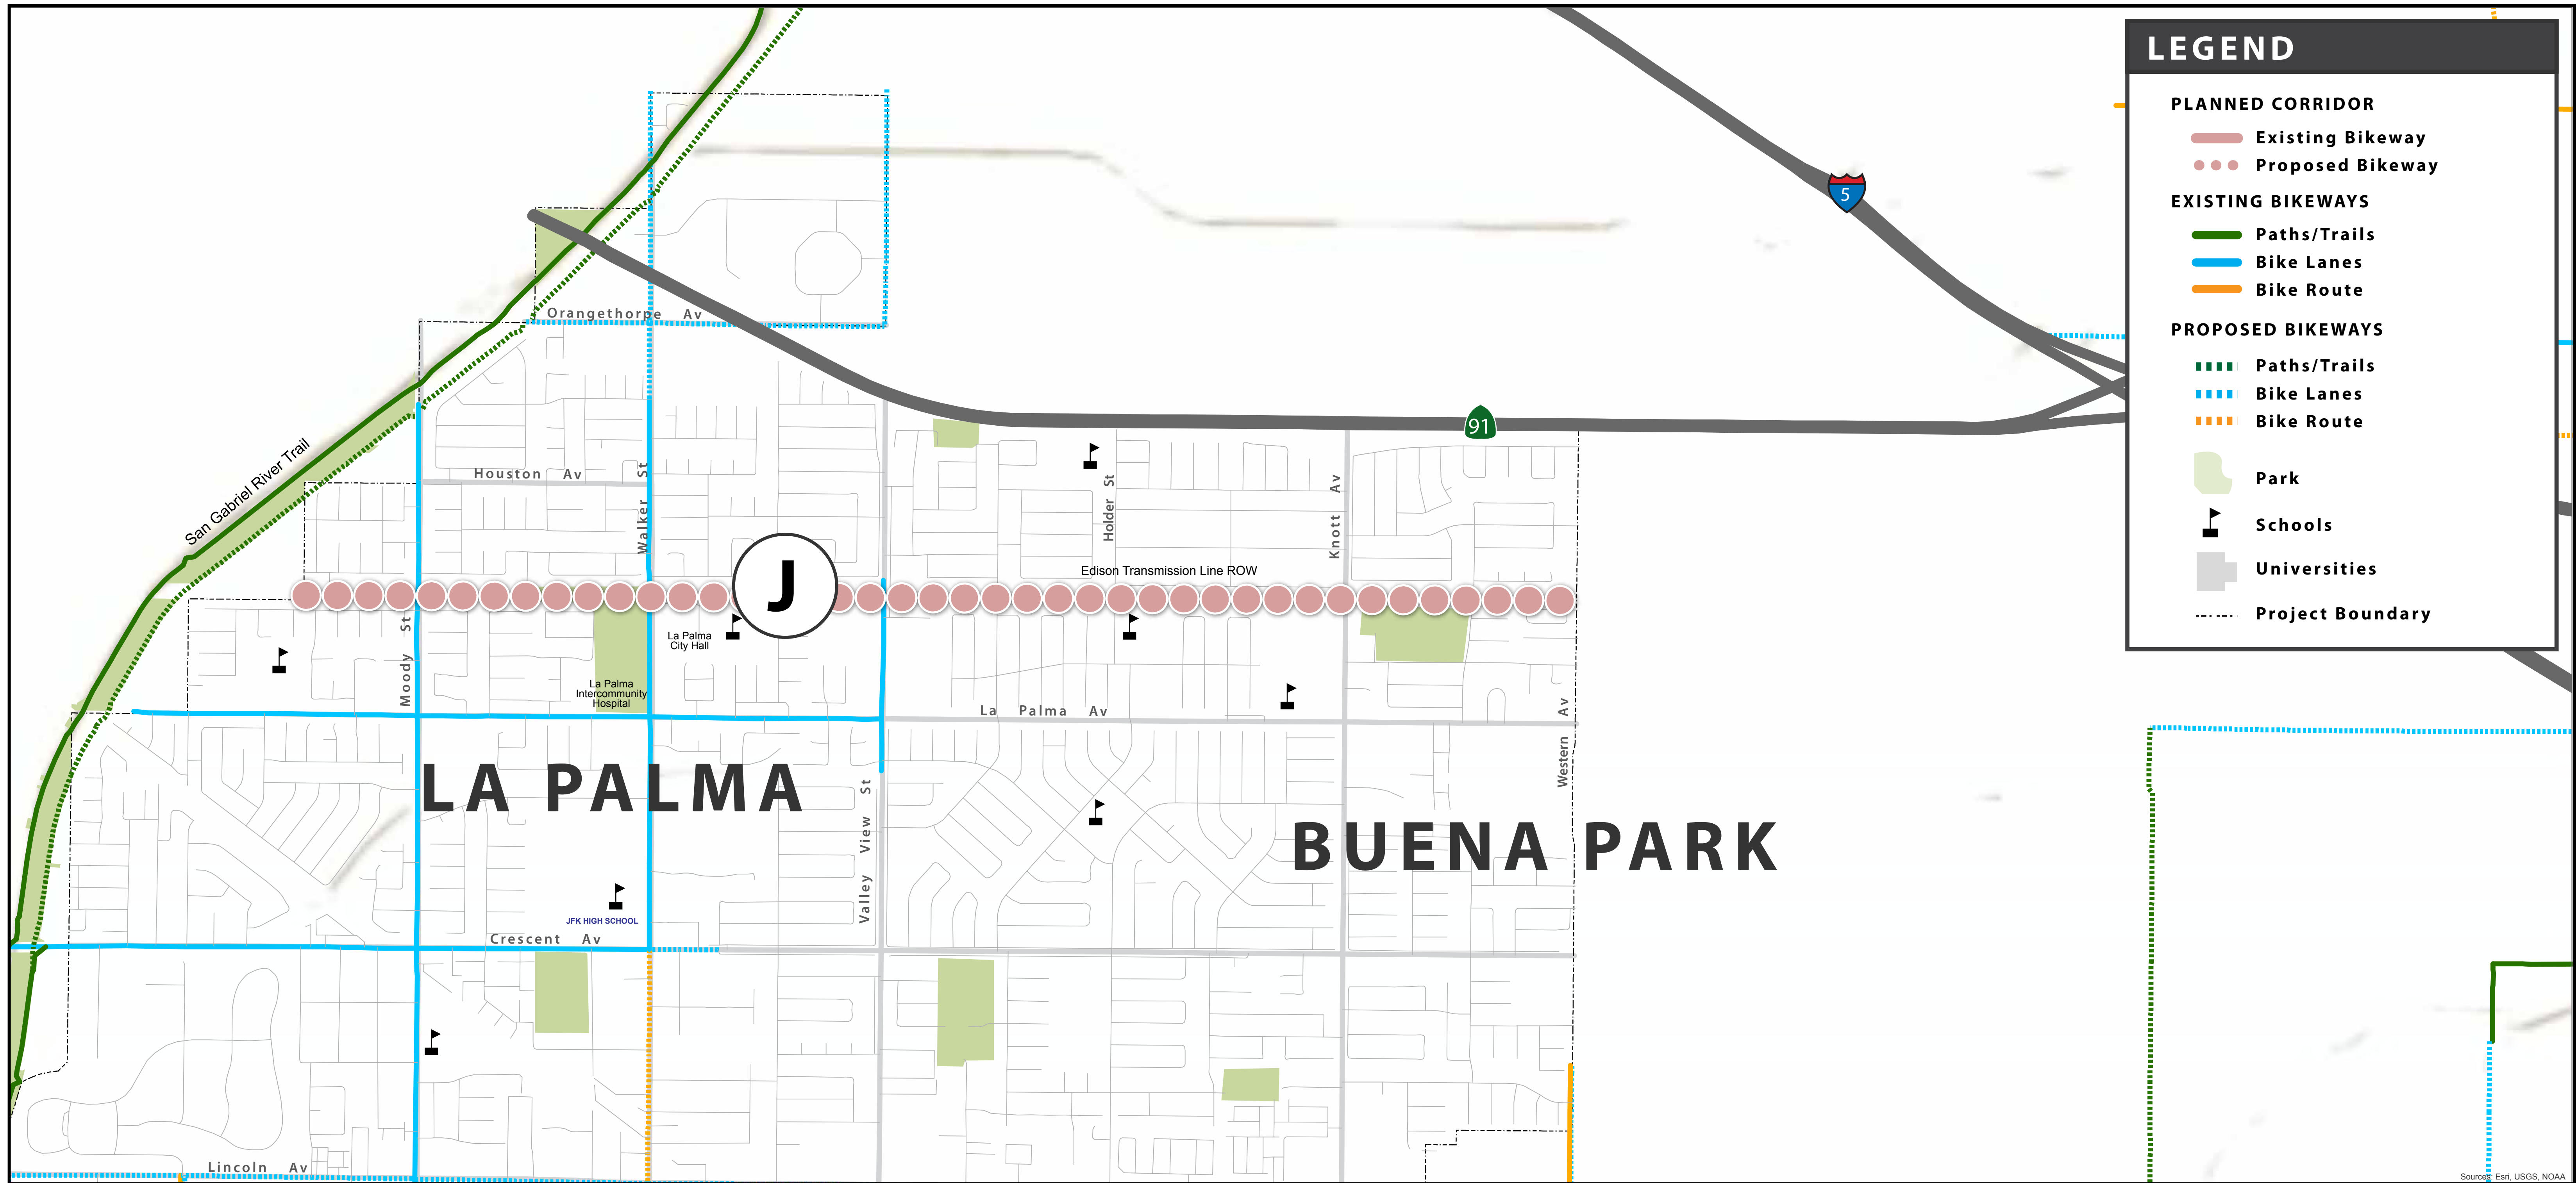 LEGEND
PLANNED CORRIDOR
Existing Bikeway
Proposed Bikeway
EXISTING BIKEWAYS
Paths/Trails
Bike Lanes
Bike Route
PROPOSED BIKEWAYS
Paths/Trails
Bike Lanes
Bike Route
Park
Schools
Universities
Project Boundary
5
91
Orangethorpe Av
San Gabriel River Trail
Houston Av
Walker St
Holder St
Knott Av
Edison Transmission Line ROW
J
La Palma
City Hall
Moody St
La Palma
Intercommunity
Hospital
La Palma Av
Western Av
LA PALMA
BUENA PARK
Valley View St
JFK HIGH SCHOOL
Crescent Av
Lincoln Av
Sources: Esri, USGS, NOAA